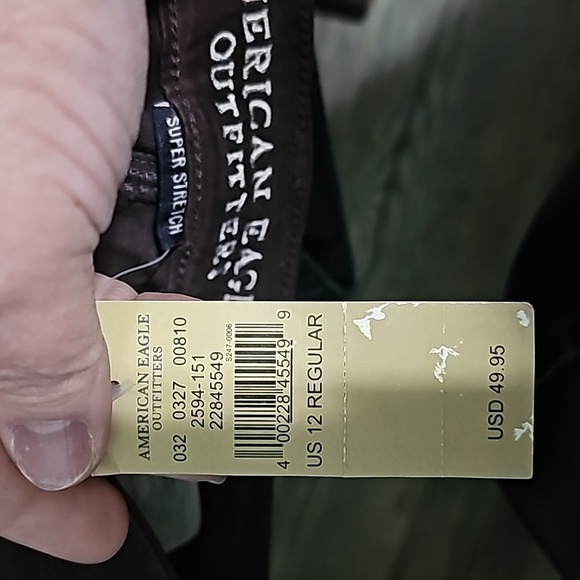 AMERICAN EAGLE
OUTFITTERS
SUPER STRETCH
AMERICAN EAGLE
OUTFITTERS
032 0327 00810
2594-151
22845549
S247-0006
4 00228 45549 9
US 12 REGULAR
USD 49.95